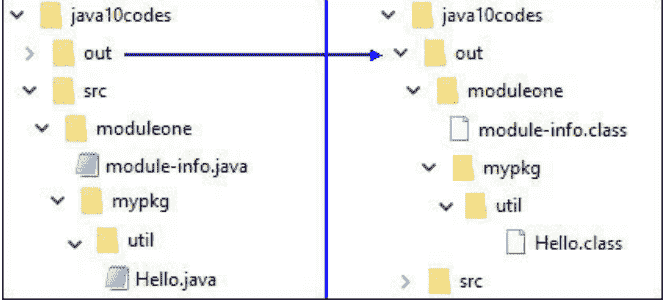 java10codes
out
src
moduleone
module-info.java
mypkg
util
Hello.java
java10codes
out
moduleone
module-info.class
mypkg
util
Hello.class
src